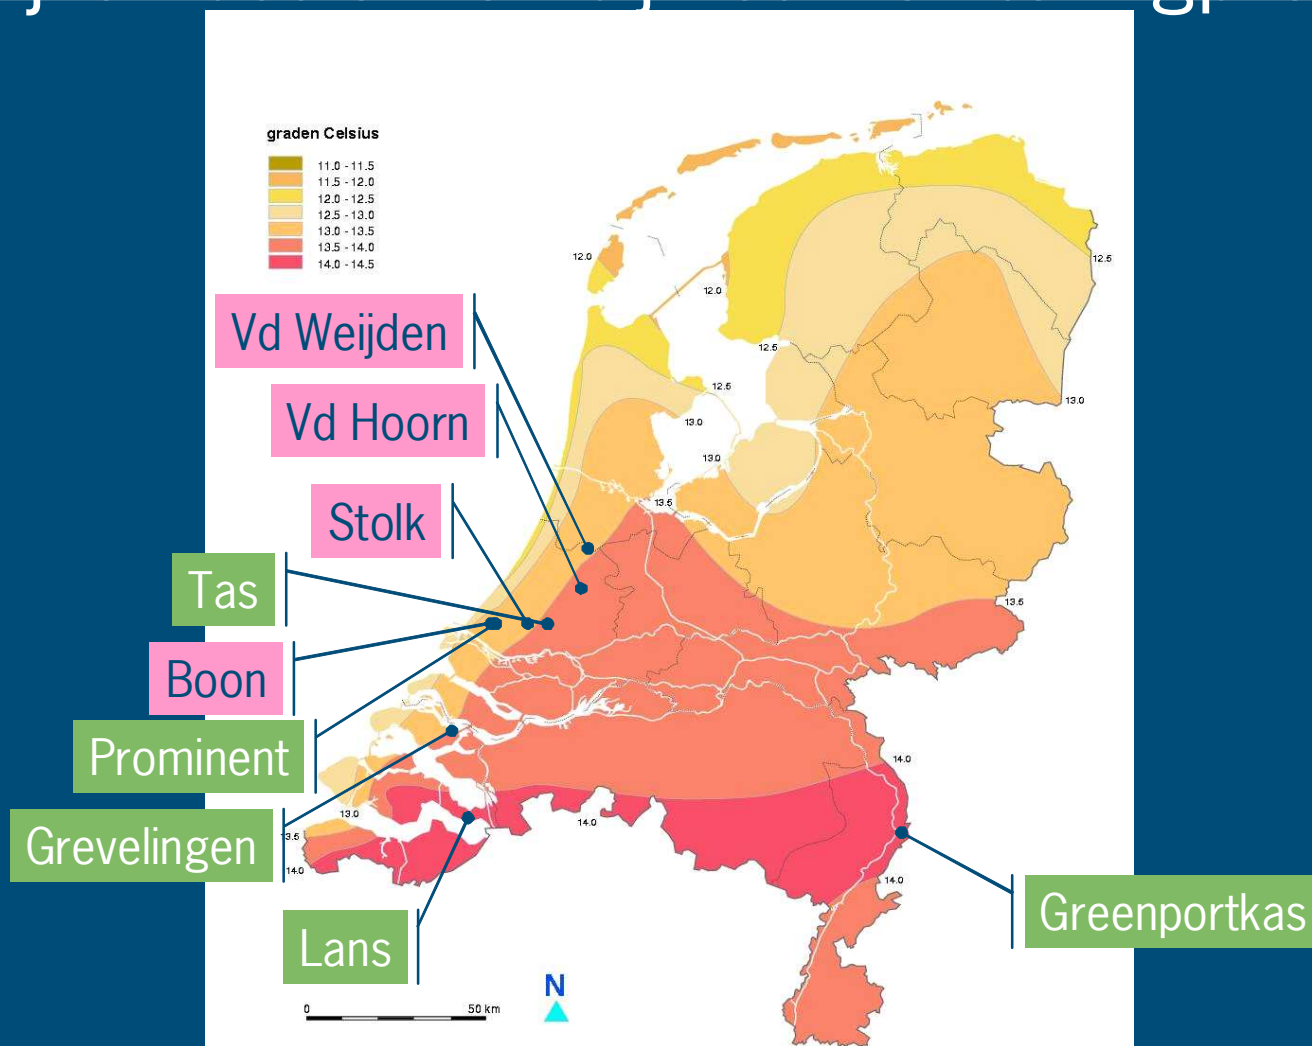 graden Celsius
11.0 - 11.5
11.5 - 12.0
12.0 - 12.5
12.5 - 13.0
13.0 - 13.5
13.5 - 14.0
14.0 - 14.5
12.0
12.0
12.5
12.5
12.5
13.0
13.0
13.0
13.5
13.5
14.0
14.0
14.0
13.0
13.5
14.0
Vd Weijden
Vd Hoorn
Stolk
Tas
Boon
Prominent
Grevelingen
Lans
Greenportkas
N
0 50 km